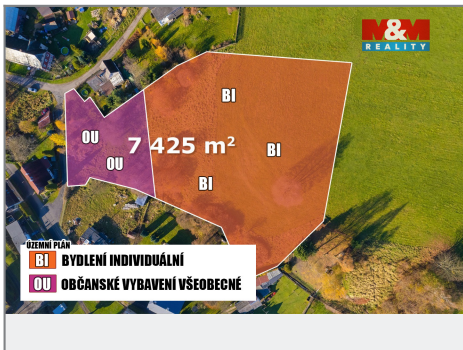 M&M
REALITY
BI
OU
BI
7 425 m²
OU
BI
ÚZEMNÍ PLÁN
BI BYDLENÍ INDIVIDUÁLNÍ
OU OBČANSKÉ VYBAVENÍ VŠEOBECNÉ